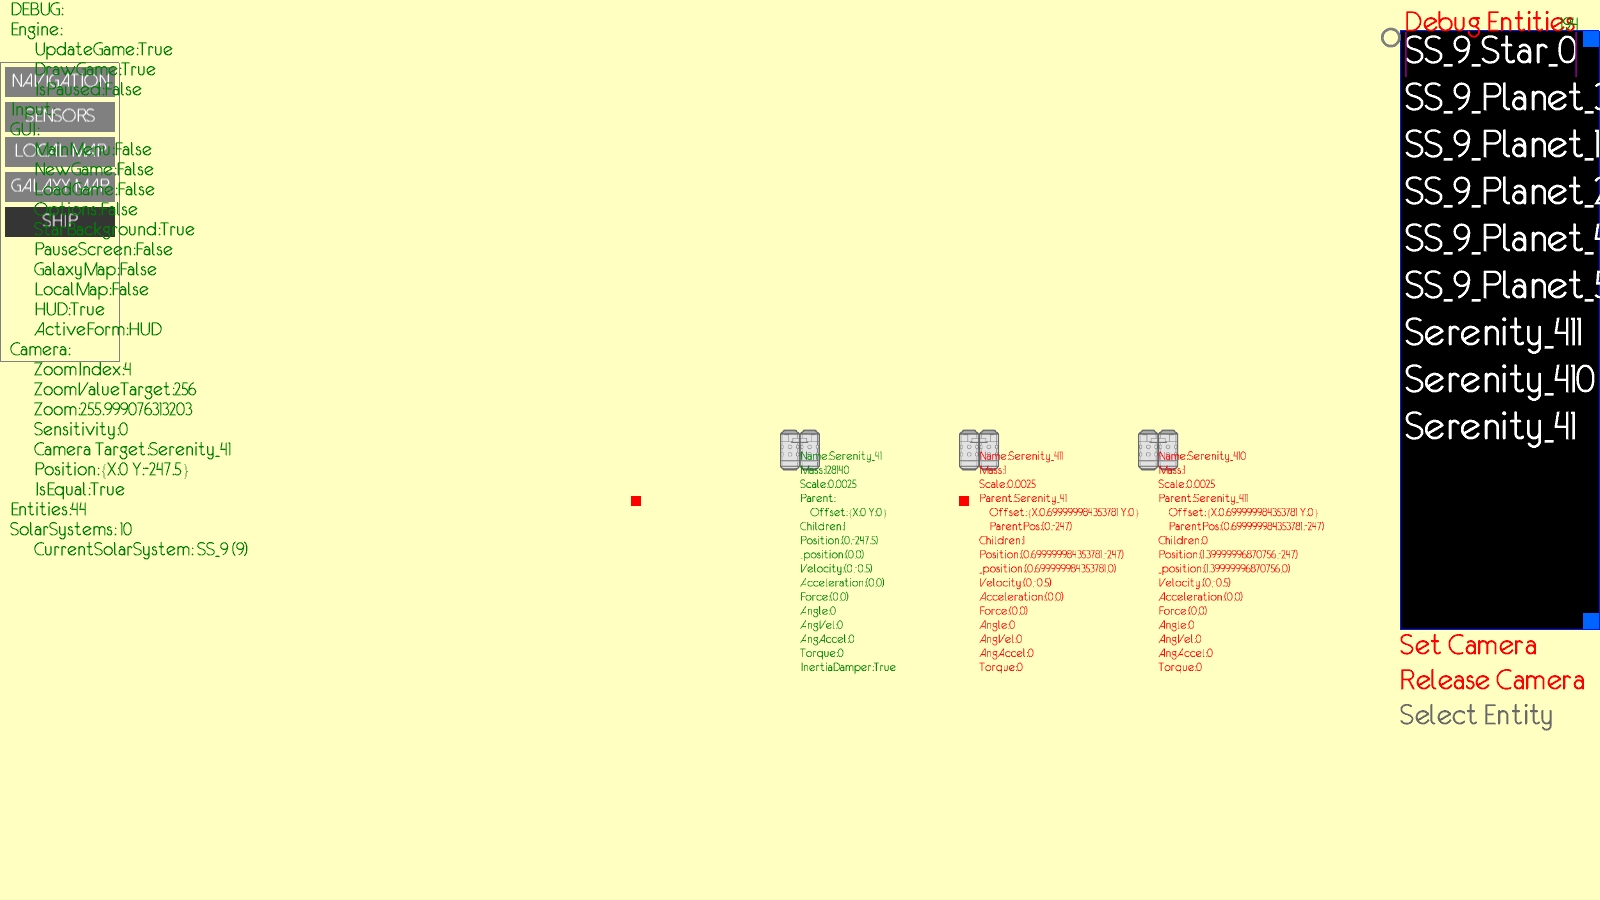 DEBUG:
Engine:
UpdateGame:True
DrawGame:True
IsPaused:False
Input:
GUI:
MainMenu:False
NewGame:False
LoadGame:False
Options:False
StarBackground:True
PauseScreen:False
GalaxyMap:False
LocalMap:False
HUD:True
ActiveForm:HUD
Camera:
ZoomIndex:4
ZoomValueTarget:256
Zoom:255.999076313203
Sensitivity:0
Camera Target:Serenity_41
Position:{X:0 Y:-247.5}
IsEqual:True
Entities:44
SolarSystems: 10
CurrentSolarSystem: SS_9 (9)
NAVIGATION
SENSORS
LOCAL MAP
GALAXY MAP
SHIP
Name:Serenity_41
Mass:128140
Scale:0.0025
Parent:
Offset: {X:0 Y:0}
Children:1
Position:(0,-247.5)
_position:(0,0)
Velocity:(0,-0.5)
Acceleration:(0,0)
Force:(0,0)
Angle:0
AngVel:0
AngAccel:0
Torque:0
InertiaDamper:True
Name:Serenity_411
Mass:1
Scale:0.0025
Parent:Serenity_41
Offset: {X:0.699999984353781 Y:0}
ParentPos:(0,-247)
Children:1
Position:(0.699999984353781,-247)
_position:(0.699999984353781,0)
Velocity:(0,-0.5)
Acceleration:(0,0)
Force:(0,0)
Angle:0
AngVel:0
AngAccel:0
Torque:0
Name:Serenity_410
Mass:1
Scale:0.0025
Parent:Serenity_411
Offset: {X:0.699999984353781 Y:0}
ParentPos:(0.699999984353781,-247)
Children:0
Position:(1.39999996870756,-247)
_position:(1.39999996870756,0)
Velocity:(0,-0.5)
Acceleration:(0,0)
Force:(0,0)
Angle:0
AngVel:0
AngAccel:0
Torque:0
Debug Entities
SS_9_Star_0
SS_9_Planet_3
SS_9_Planet_1
SS_9_Planet_2
SS_9_Planet_4
SS_9_Planet_5
Serenity_411
Serenity_410
Serenity_41
Set Camera
Release Camera
Select Entity